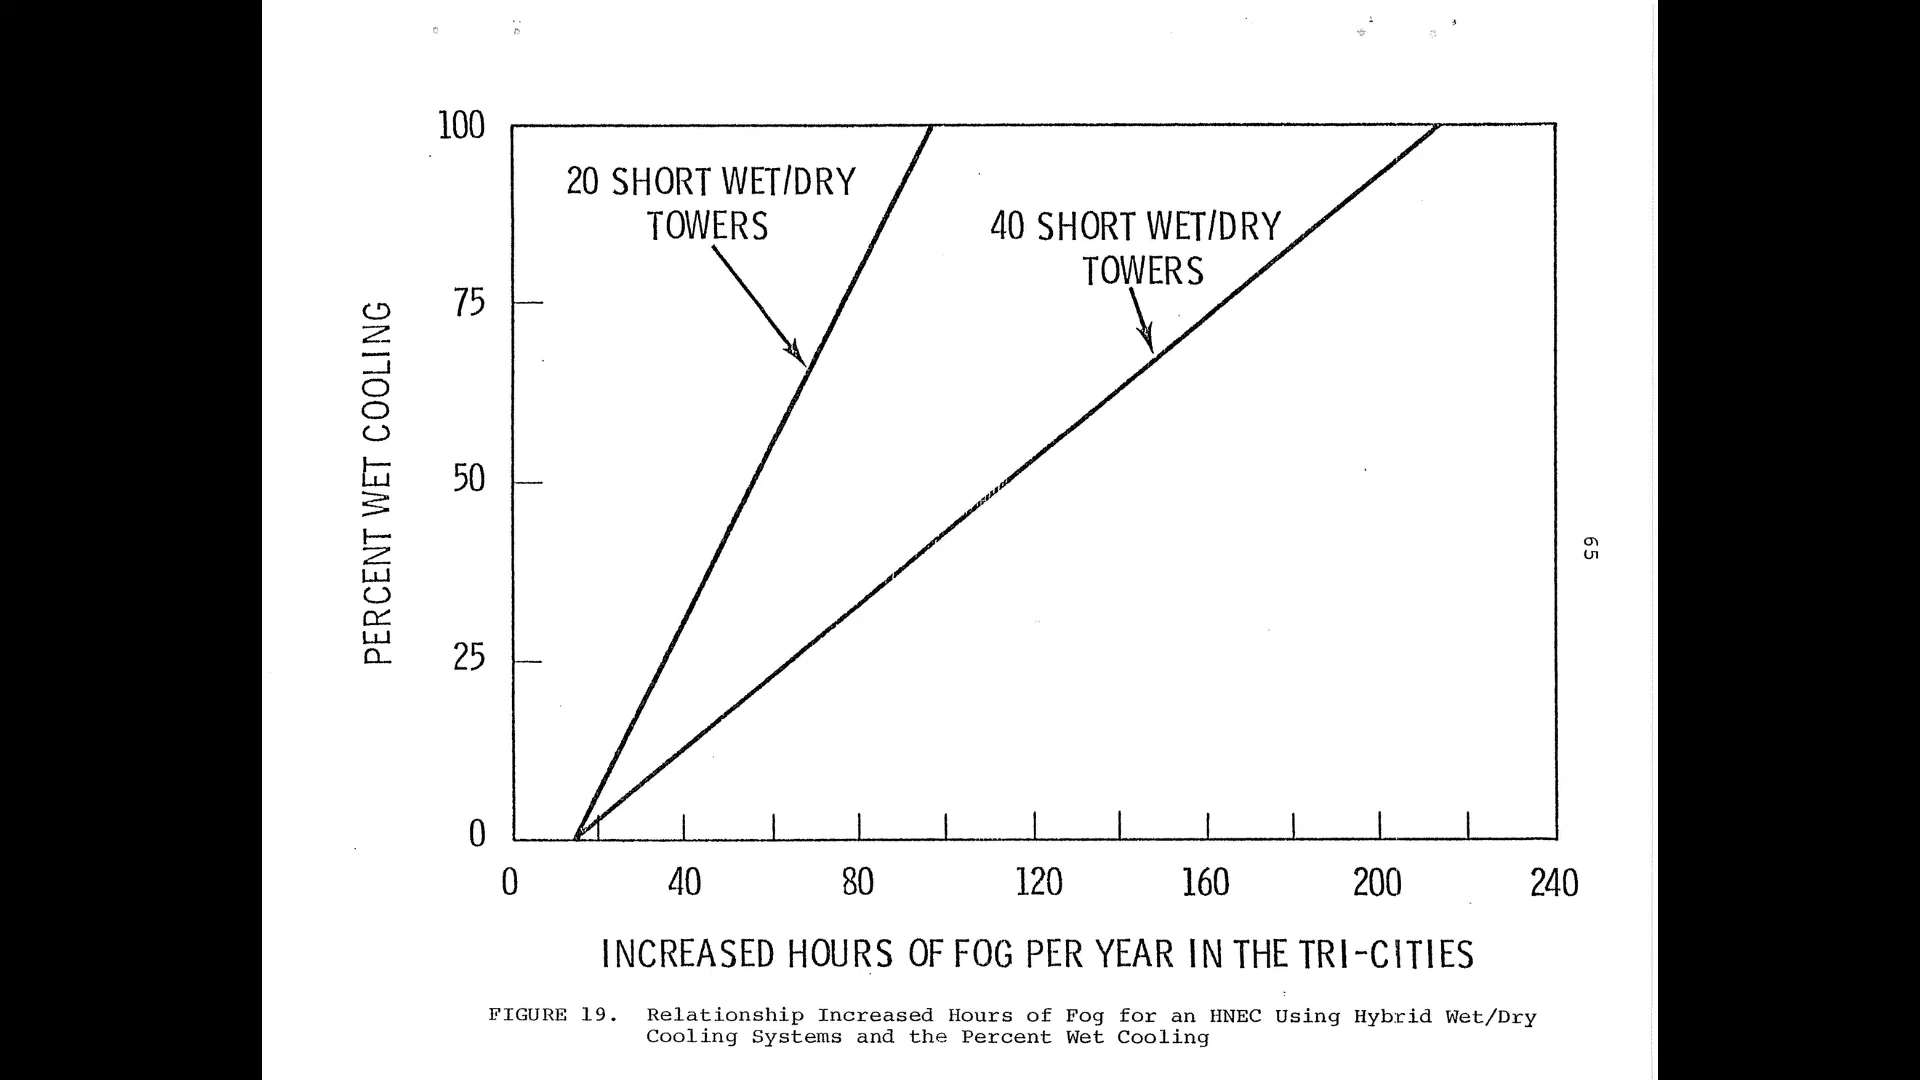 100
20 SHORT WET/DRY
TOWERS
40 SHORT WET/DRY
TOWERS
75
PERCENT WET COOLING
50
65
25
0
0 40 80 120 160 200 240
INCREASED HOURS OF FOG PER YEAR IN THE TRI-CITIES
FIGURE 19. Relationship Increased Hours of Fog for an HNEC Using Hybrid Wet/Dry
Cooling Systems and the Percent Wet Cooling